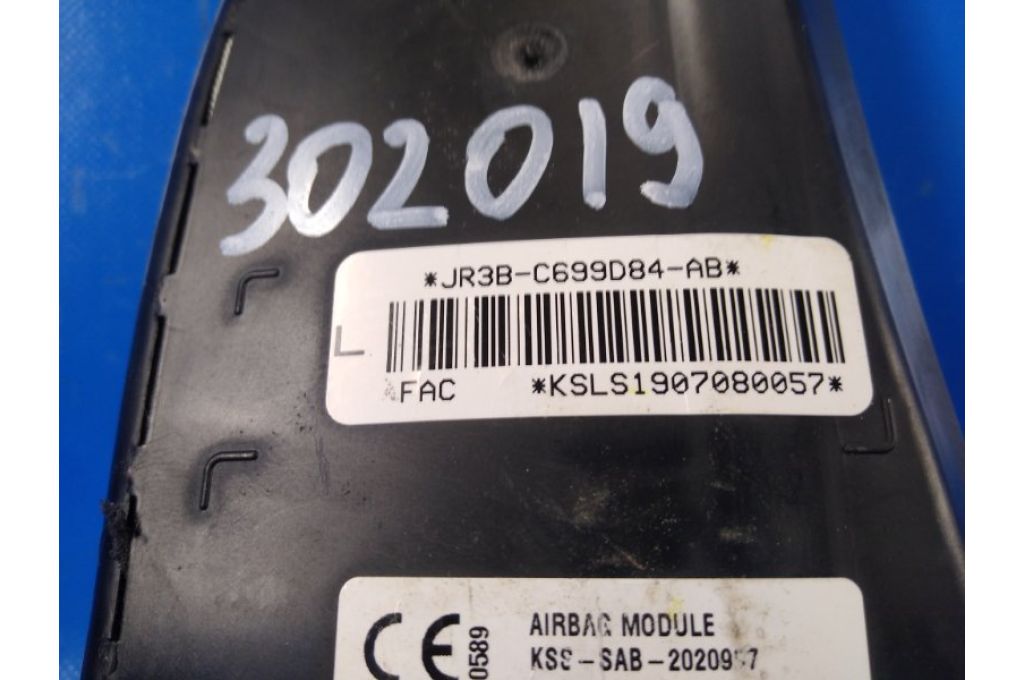 302019
*JR3B-C699D84-AB*
L
FAC *KSLS1907080057*
CE 0589
AIRBAG MODULE